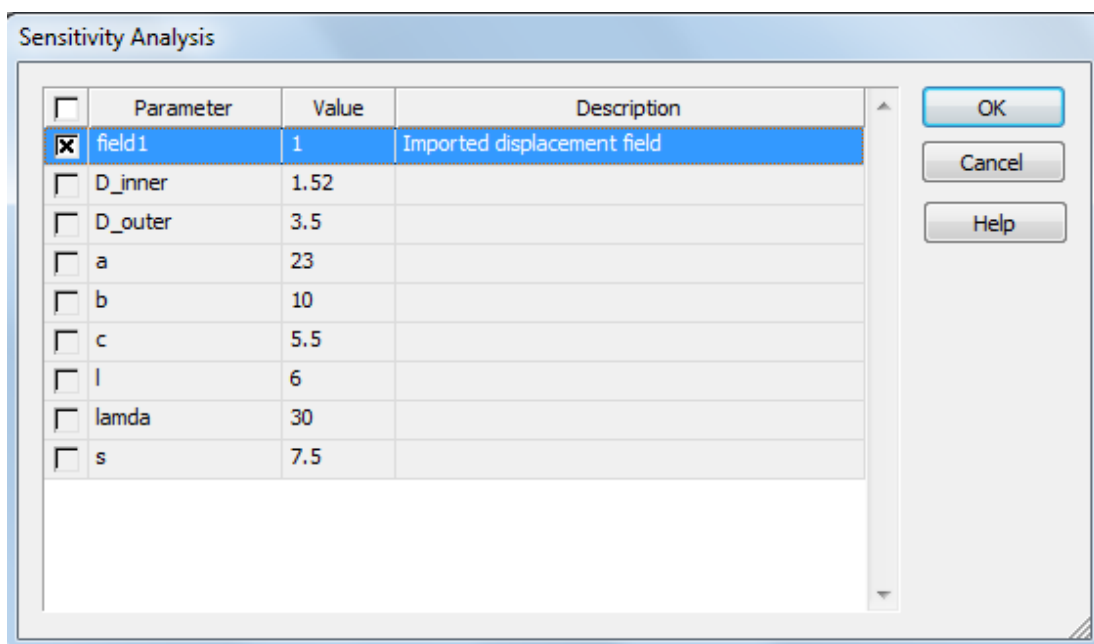 Sensitivity Analysis
Parameter Value Description
field1 1 Imported displacement field
D_inner 1.52
D_outer 3.5
a 23
b 10
c 5.5
l 6
lamda 30
s 7.5
OK
Cancel
Help